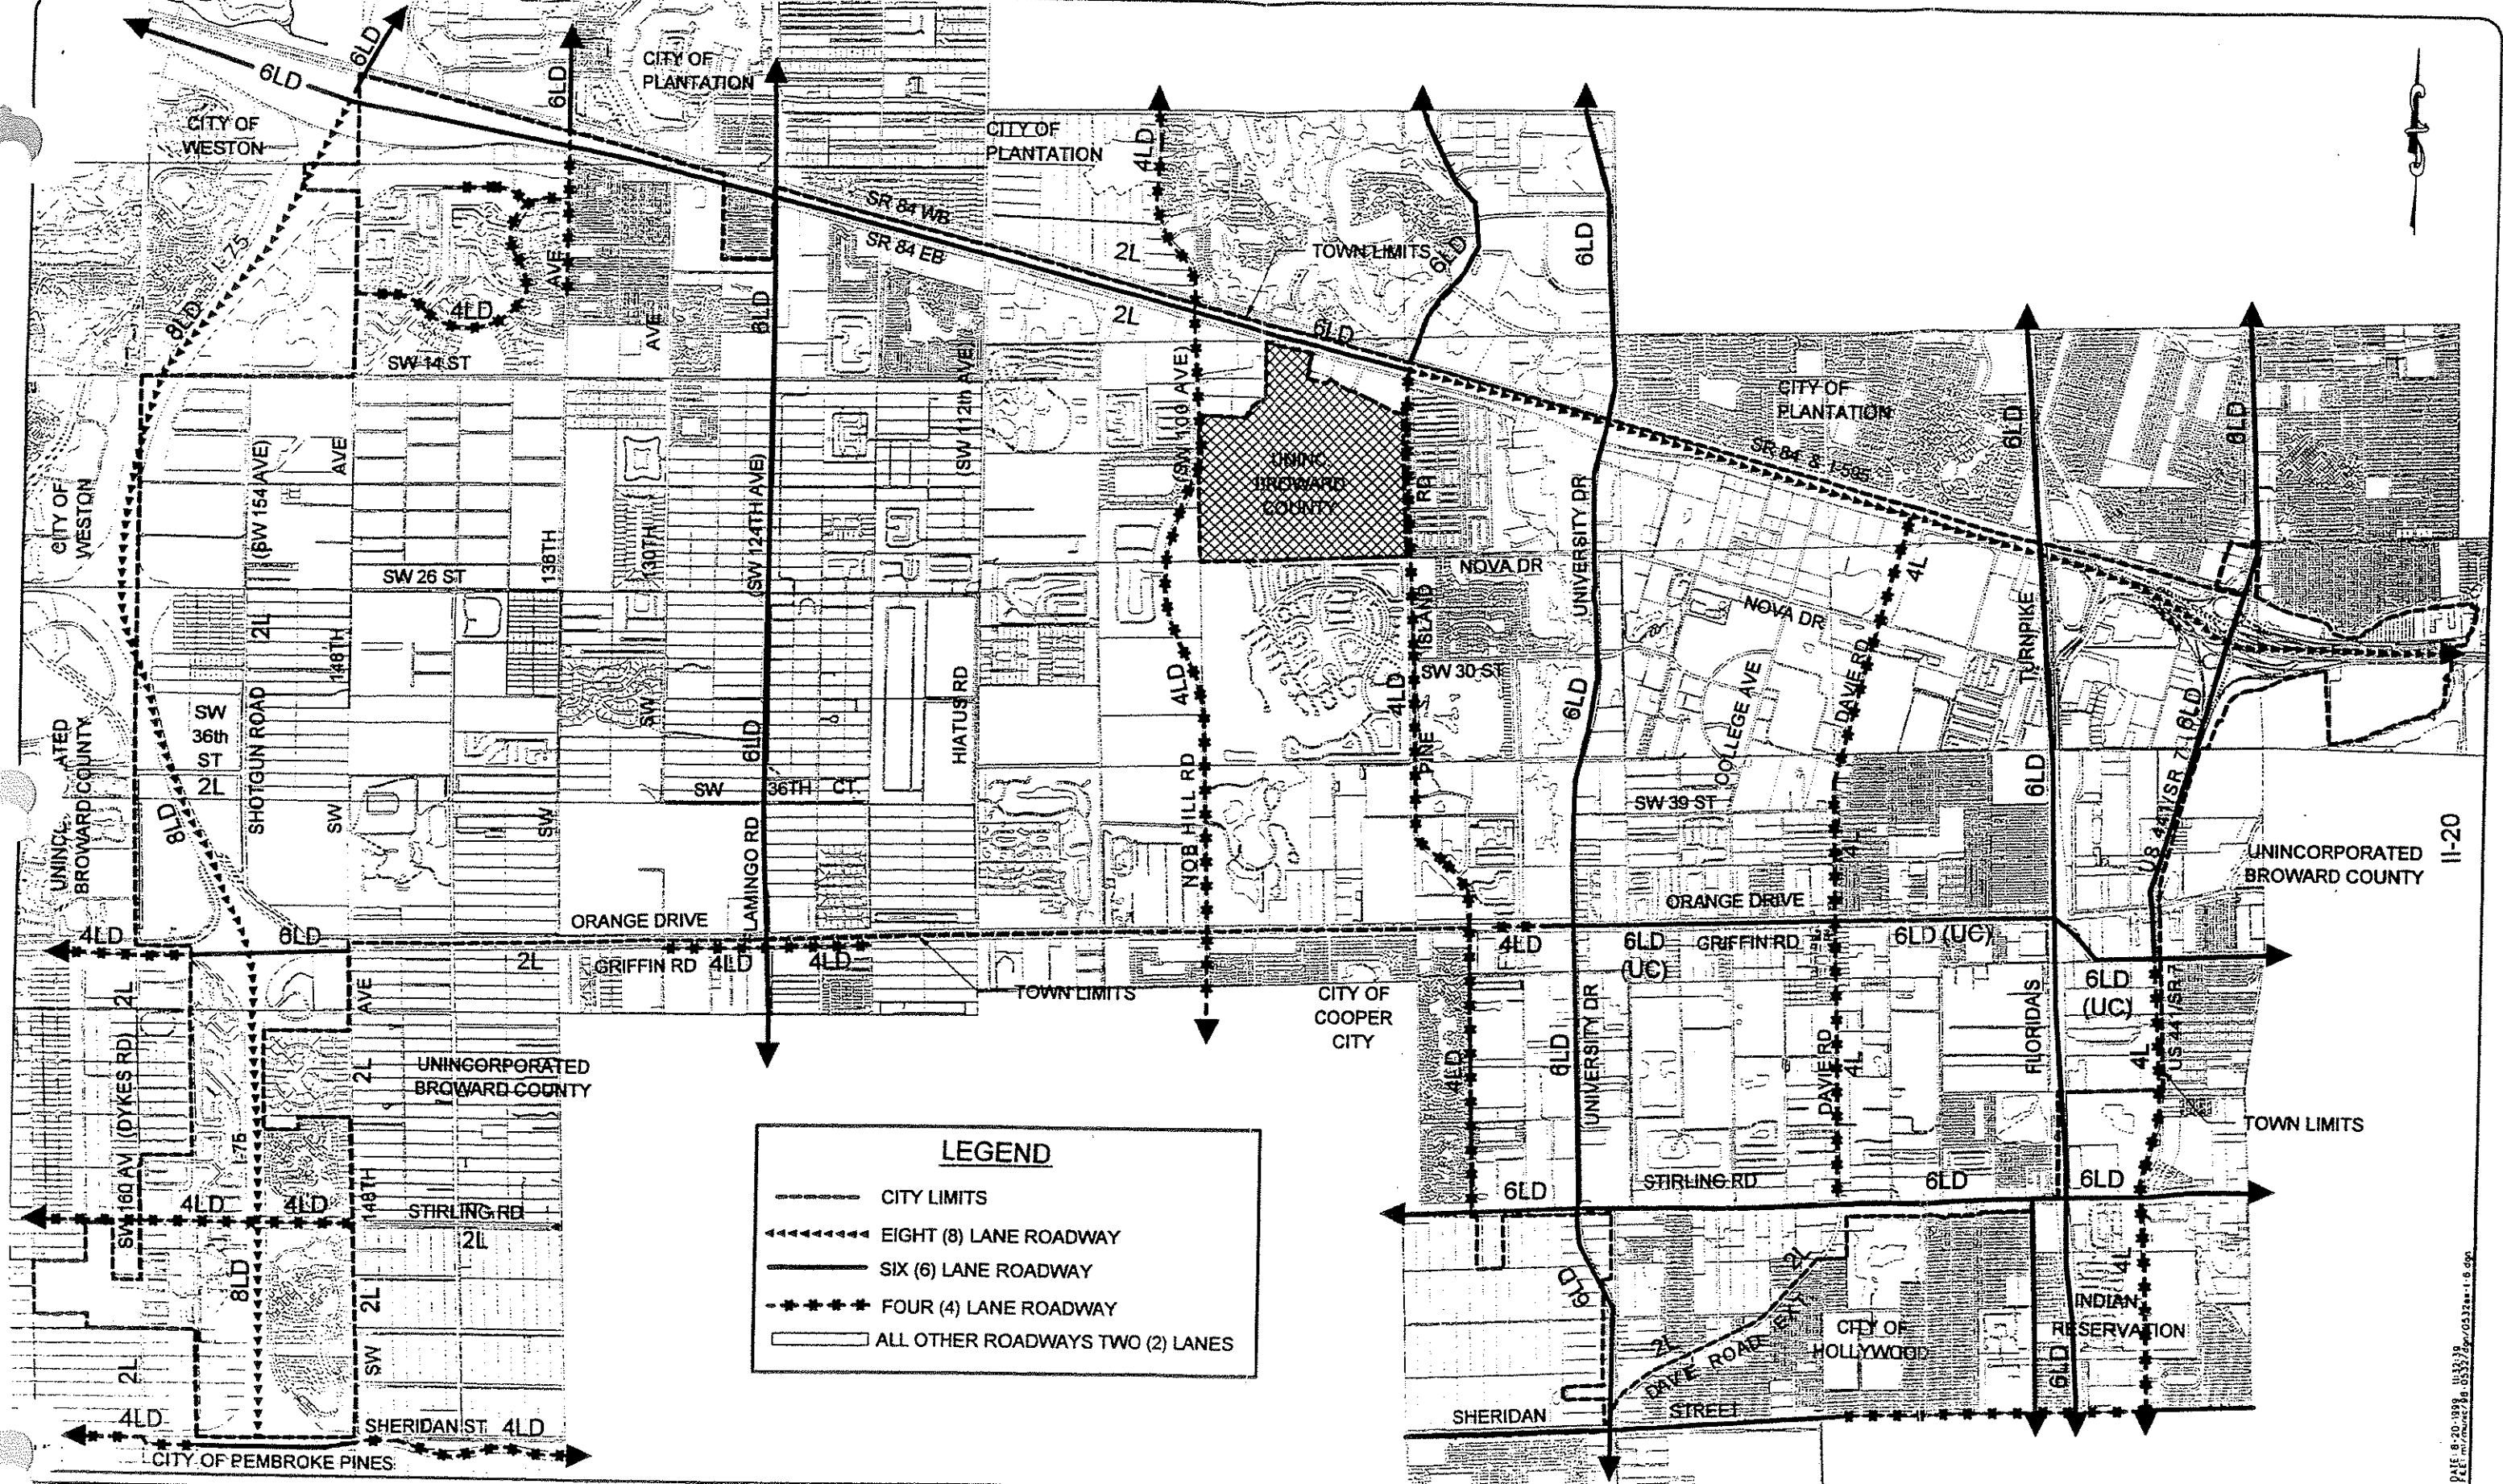 6LD
6LD
6LD
CITY OF
PLANTATION
CITY OF
WESTON
CITY OF
PLANTATION
4LD
I-75
8LD
4LD
AVE
AVE
6LD
SR 84 WB
SR 84 EB
2L
2L
TOWN LIMITS
6LD
6LD
6LD
SW 14 ST
CITY OF
PLANTATION
6LD
6LD
SR 84 & I-595
CITY OF
WESTON
(SW 154 AVE)
AVE
(SW 124TH AVE)
(SW 112th AVE)
(SW 100 AVE)
UNINC.
BROWARD
COUNTY
RD
UNIVERSITY DR
SW 26 ST
136TH
130TH
NOVA DR
NOVA DR
4L
TURNPIKE
2L
148TH
SHOTGUN ROAD
SW
36th
ST
2L
8LD
SW
SW
SW
6LD
SW 36TH CT.
HIATUS RD
4LD
NOB HILL RD
4LD
PINE ISLAND
SW 30 ST
6LD
COLLEGE AVE
DAVIE RD
SW 39 ST
4L
6LD
US 441/SR 7
6LD
BROWARD COUNTY
LAMINGO RD
ORANGE DRIVE
ORANGE DRIVE
UNINCORPORATED
BROWARD COUNTY
II-20
4LD
6LD
2L
GRIFFIN RD
4LD
4LD
TOWN LIMITS
4LD
6LD
(UC)
GRIFFIN RD
6LD (UC)
6LD
(UC)
CITY OF
COOPER
CITY
2L
AVE
SW 160 AV (DYKES RD)
I-75
2L
UNINCORPORATED
BROWARD COUNTY
4LD
6LD
UNIVERSITY DR
DAVIE RD
4L
FLORIDA'S
4L
US 441/SR 7
TOWN LIMITS
4LD
4LD
148TH
STIRLING RD
2L
6LD
STIRLING RD
6LD
6LD
8LD
2L
SW
2L
6LD
2L
2L
DAVIE ROAD EXT
CITY OF
HOLLYWOOD
4L
INDIAN
RESERVATION
6LD
4LD
SHERIDAN ST
4LD
CITY OF PEMBROKE PINES
SHERIDAN
STREET
LEGEND
CITY LIMITS
EIGHT (8) LANE ROADWAY
SIX (6) LANE ROADWAY
FOUR (4) LANE ROADWAY
ALL OTHER ROADWAYS TWO (2) LANES